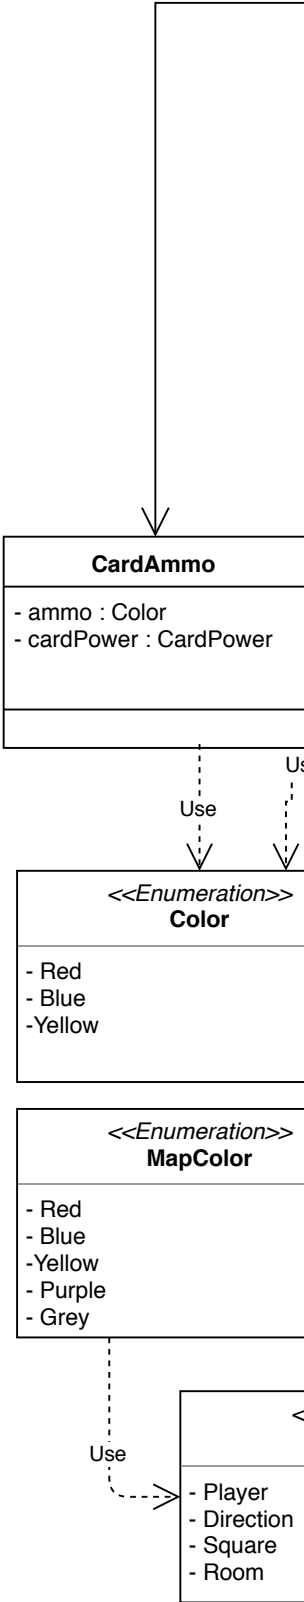 CardAmmo
- ammo : Color
- cardPower : CardPower
Use
<<Enumeration>>
Color
- Red
- Blue
-Yellow
<<Enumeration>>
MapColor
- Red
- Blue
-Yellow
- Purple
- Grey
Use
- Player
- Direction
- Square
- Room